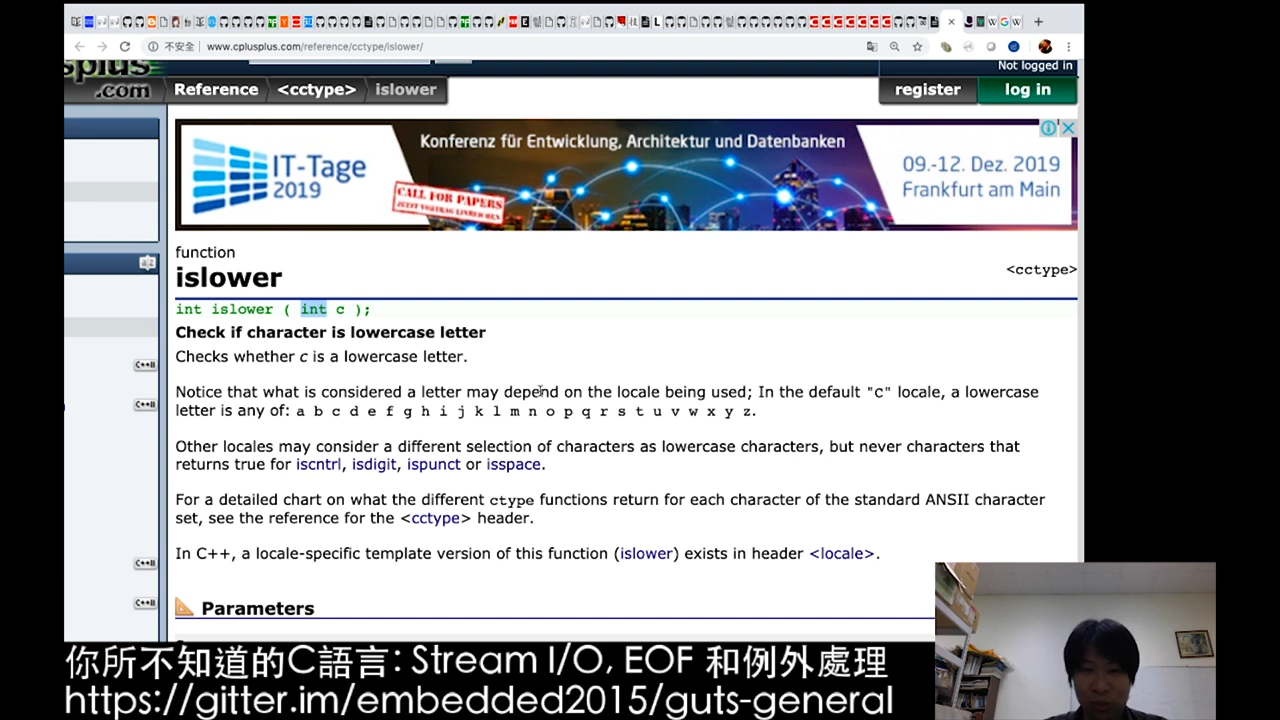 不安全 www.cplusplus.com/reference/cctype/islower/
Not logged in
.com Reference <cctype> islower register log in
IT-Tage 2019
CALL FOR PAPERS
JETZT VORTRAG EINREICHEN
Konferenz für Entwicklung, Architektur und Datenbanken
09.-12. Dez. 2019
Frankfurt am Main
function
islower
<cctype>
int islower ( int c );
Check if character is lowercase letter
Checks whether c is a lowercase letter.
Notice that what is considered a letter may depend on the locale being used; In the default "C" locale, a lowercase
letter is any of: a b c d e f g h i j k l m n o p q r s t u v w x y z.
Other locales may consider a different selection of characters as lowercase characters, but never characters that
returns true for iscntrl, isdigit, ispunct or isspace.
For a detailed chart on what the different ctype functions return for each character of the standard ANSII character
set, see the reference for the <cctype> header.
In C++, a locale-specific template version of this function (islower) exists in header <locale>.
Parameters
你所不知道的C語言: Stream I/O, EOF 和例外處理
https://gitter.im/embedded2015/guts-general